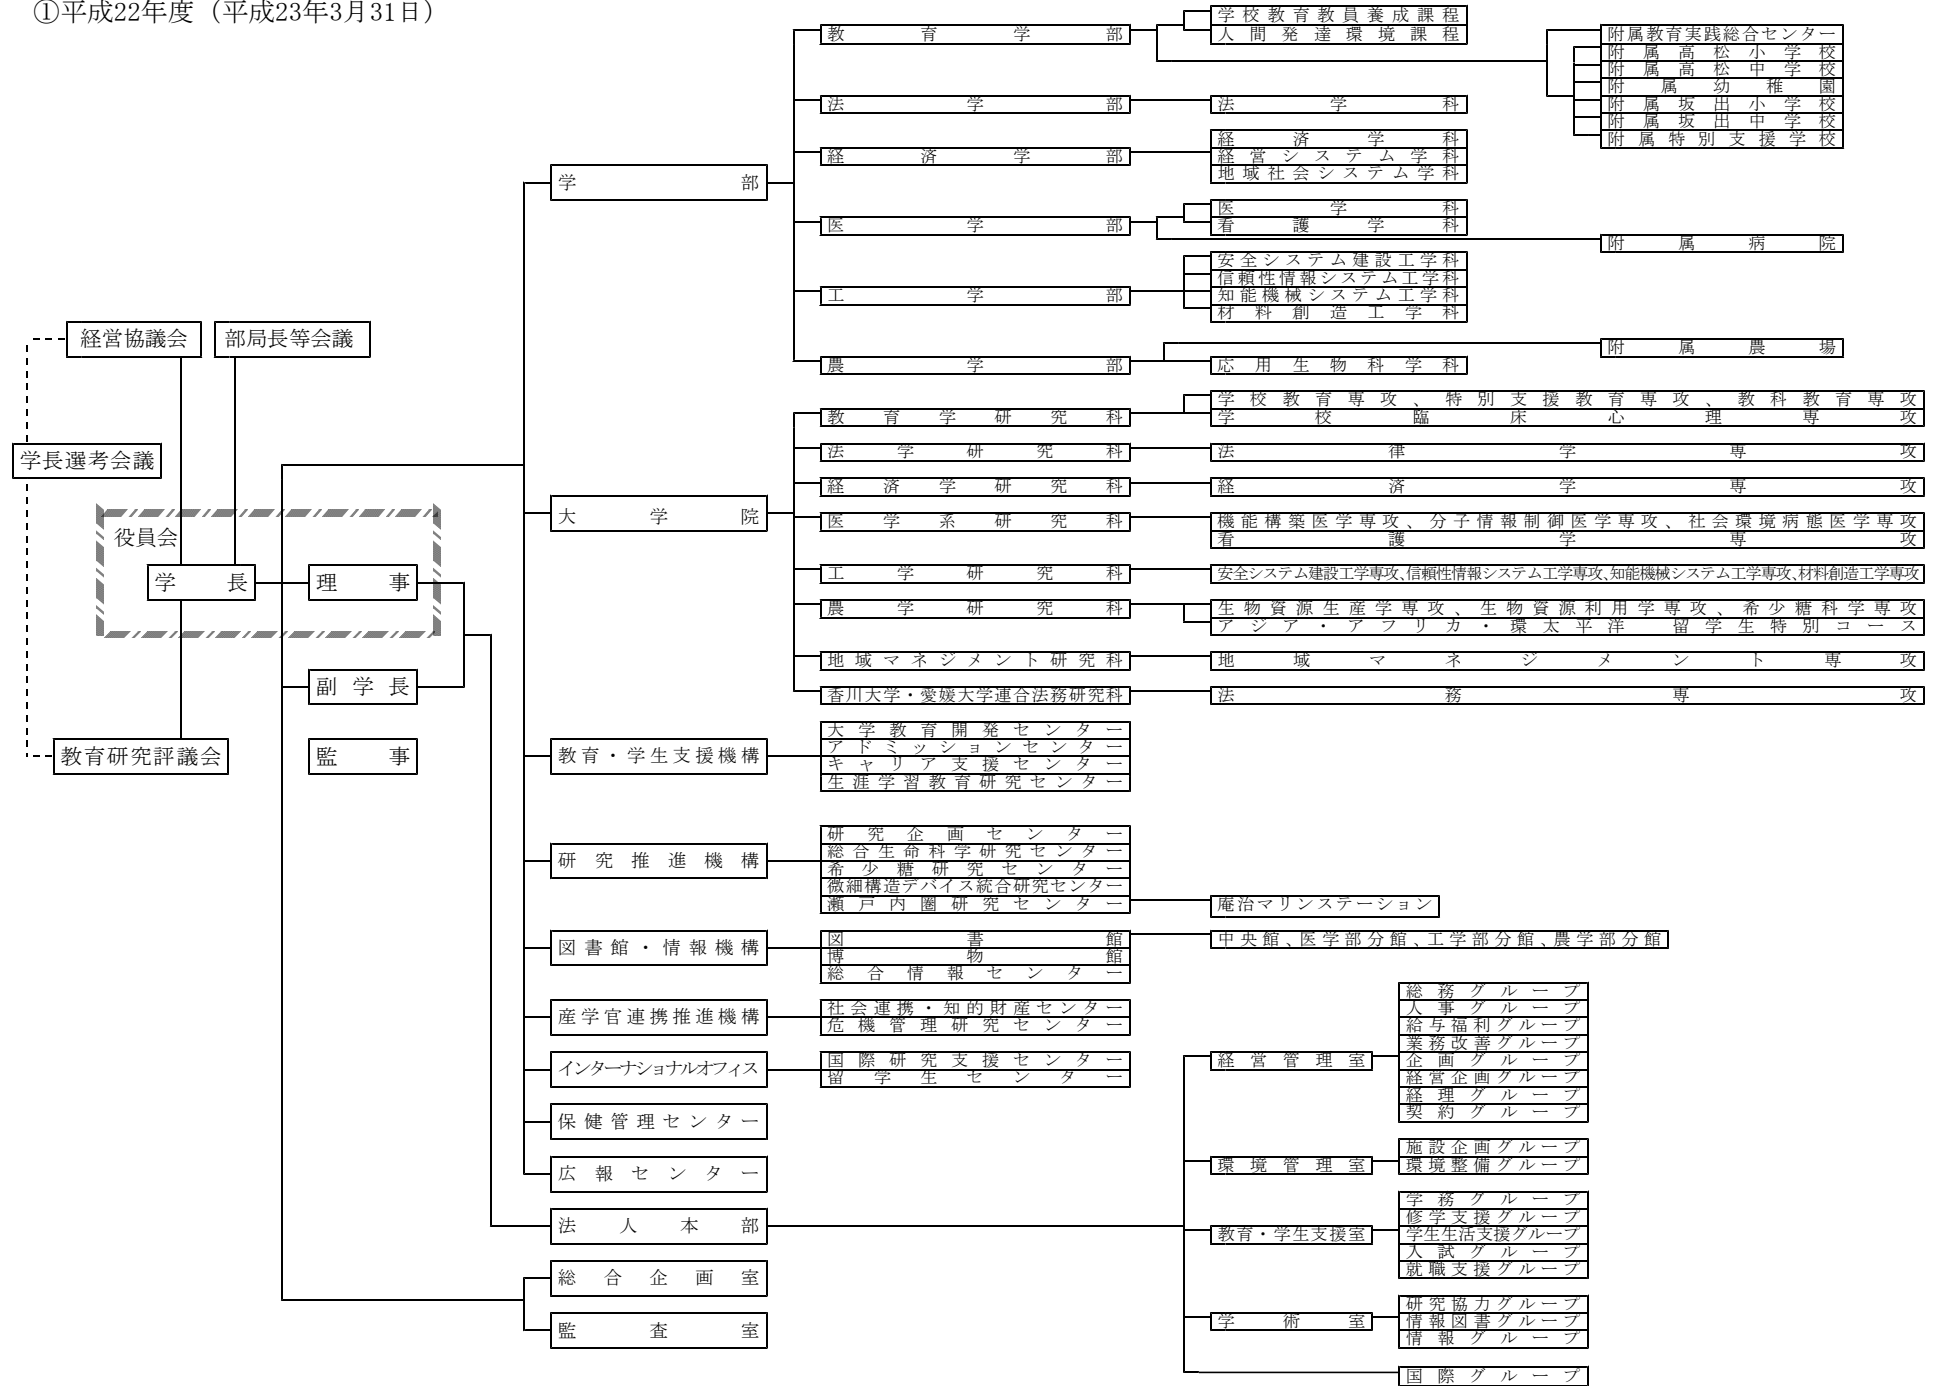 ①平成22年度（平成23年3月31日）
経営協議会
部局長等会議
学長選考会議
役員会
学長
理事
副学長
監事
教育研究評議会
学部
教育学部
学校教育教員養成課程
人間発達環境課程
附属教育実践総合センター
附属高松小学校
附属高松中学校
附属幼稚園
附属坂出小学校
附属坂出中学校
附属特別支援学校
法学部
法学科
経済学部
経済学科
経営システム学科
地域社会システム学科
医学部
医学科
看護学科
附属病院
工学部
安全システム建設工学科
信頼性情報システム工学科
知能機械システム工学科
材料創造工学科
農学部
応用生物科学科
附属農場
大学院
教育学研究科
学校教育専攻、特別支援教育専攻、教科教育専攻
学校臨床心理専攻
法学研究科
法律学専攻
経済学研究科
経済学専攻
医学系研究科
機能構築医学専攻、分子情報制御医学専攻、社会環境病態医学専攻
看護学専攻
工学研究科
安全システム建設工学専攻、信頼性情報システム工学専攻、知能機械システム工学専攻、材料創造工学専攻
農学研究科
生物資源生産学専攻、生物資源利用学専攻、希少糖科学専攻
アジア・アフリカ・環太平洋　留学生特別コース
地域マネジメント研究科
地域マネジメント専攻
香川大学・愛媛大学連合法務研究科
法務専攻
教育・学生支援機構
大学教育開発センター
アドミッションセンター
キャリア支援センター
生涯学習教育研究センター
研究推進機構
研究企画センター
総合生命科学研究センター
希少糖研究センター
微細構造デバイス統合研究センター
瀬戸内圏研究センター
庵治マリンステーション
図書館・情報機構
図書館
中央館、医学部分館、工学部分館、農学部分館
博物館
総合情報センター
産学官連携推進機構
社会連携・知的財産センター
危機管理研究センター
インターナショナルオフィス
国際研究支援センター
留学生センター
保健管理センター
広報センター
法人本部
経営管理室
総務グループ
人事グループ
給与福利グループ
業務改善グループ
企画グループ
経営企画グループ
経理グループ
契約グループ
環境管理室
施設企画グループ
環境整備グループ
教育・学生支援室
学務グループ
修学支援グループ
学生生活支援グループ
入試グループ
就職支援グループ
学術室
研究協力グループ
情報図書グループ
情報グループ
国際グループ
総合企画室
監査室